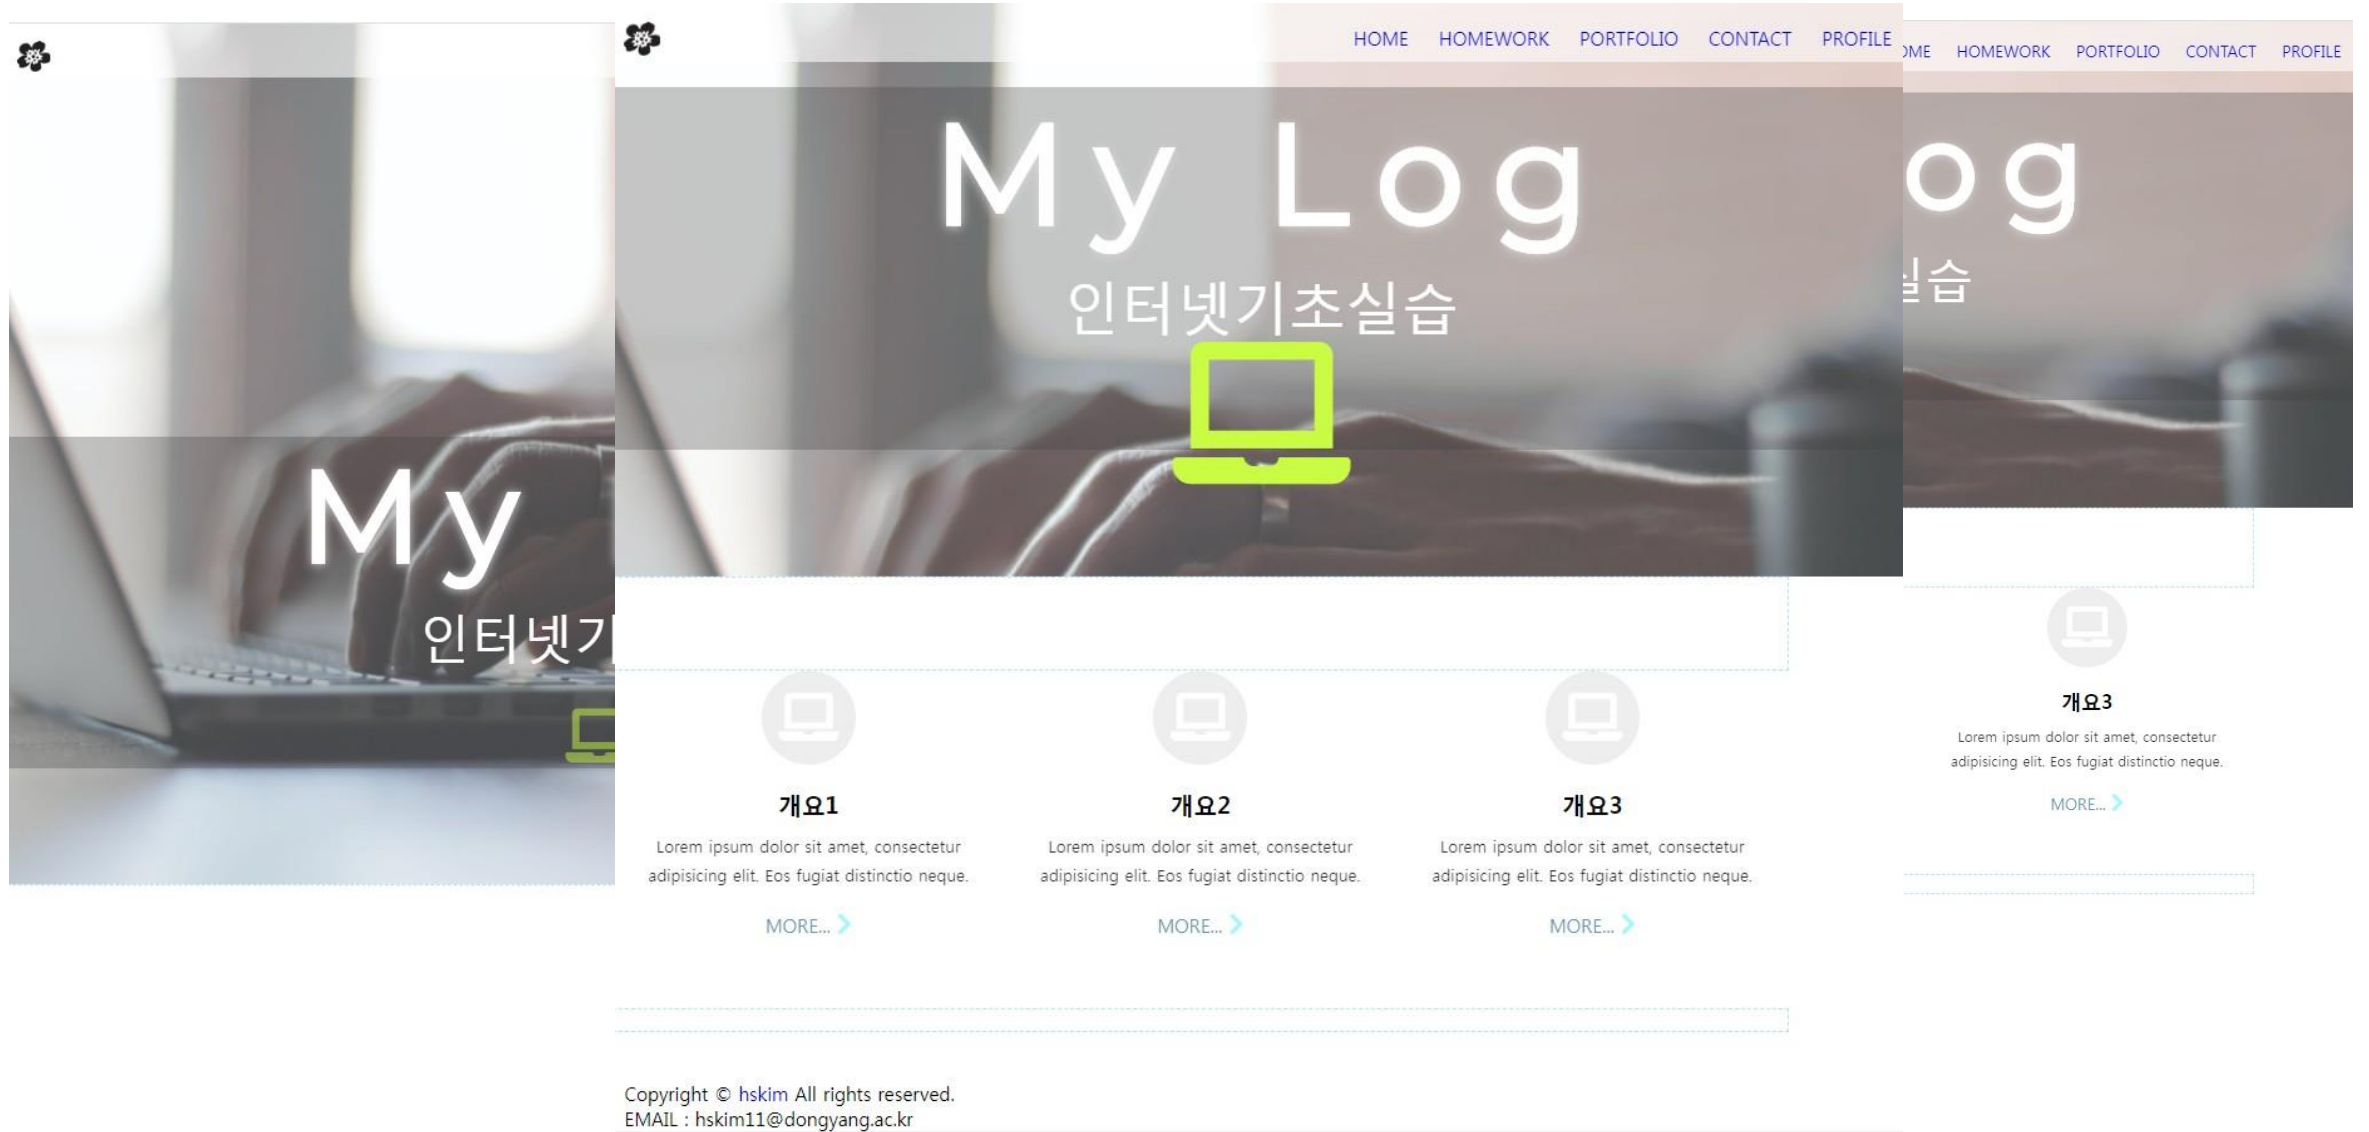 My
인터넷기
HOME HOMEWORK PORTFOLIO CONTACT PROFILE
My Log
인터넷기초실습
개요1
Lorem ipsum dolor sit amet, consectetur
adipisicing elit. Eos fugiat distinctio neque.
MORE...
개요2
Lorem ipsum dolor sit amet, consectetur
adipisicing elit. Eos fugiat distinctio neque.
MORE...
개요3
Lorem ipsum dolor sit amet, consectetur
adipisicing elit. Eos fugiat distinctio neque.
MORE...
Copyright © hskim All rights reserved.
EMAIL : hskim11@dongyang.ac.kr
OME HOMEWORK PORTFOLIO CONTACT PROFILE
og
실습
개요3
Lorem ipsum dolor sit amet, consectetur
adipisicing elit. Eos fugiat distinctio neque.
MORE...